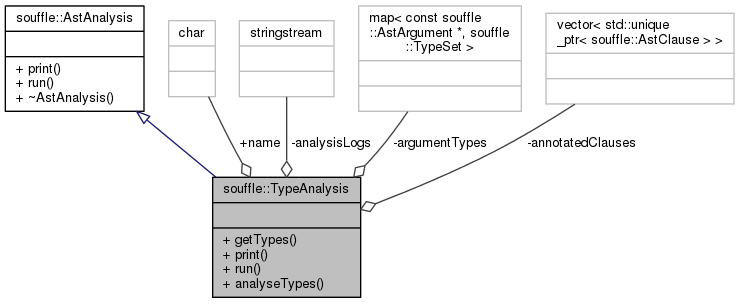 souffle::AstAnalysis
+ print()
+ run()
+ ~AstAnalysis()
char
stringstream
map< const souffle
::AstArgument *, souffle
::TypeSet >
vector< std::unique
_ptr< souffle::AstClause > >
+name
-analysisLogs
-argumentTypes
-annotatedClauses
souffle::TypeAnalysis
+ getTypes()
+ print()
+ run()
+ analyseTypes()